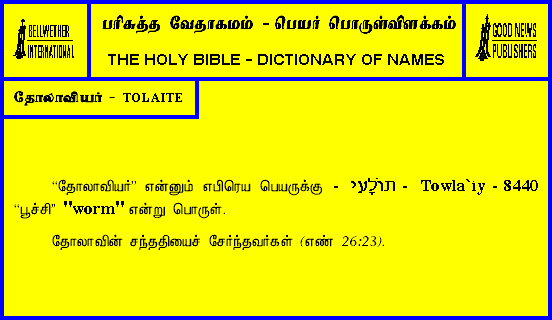 BELLWETHER
INTERNATIONAL
பரிசுத்த வேதாகமம் - பெயர் பொருள்விளக்கம்
THE HOLY BIBLE - DICTIONARY OF NAMES
GOOD NEWS
PUBLISHERS
தோலாவியர் - TOLAITE
“தோலாவியர்” என்னும் எபிரெய பெயருக்கு - תּוֹלָעִי - Towla`iy - 8440
“பூச்சி” "worm" என்று பொருள்.
தோலாவின் சந்ததியைச் சேர்ந்தவர்கள் (எண் 26:23).